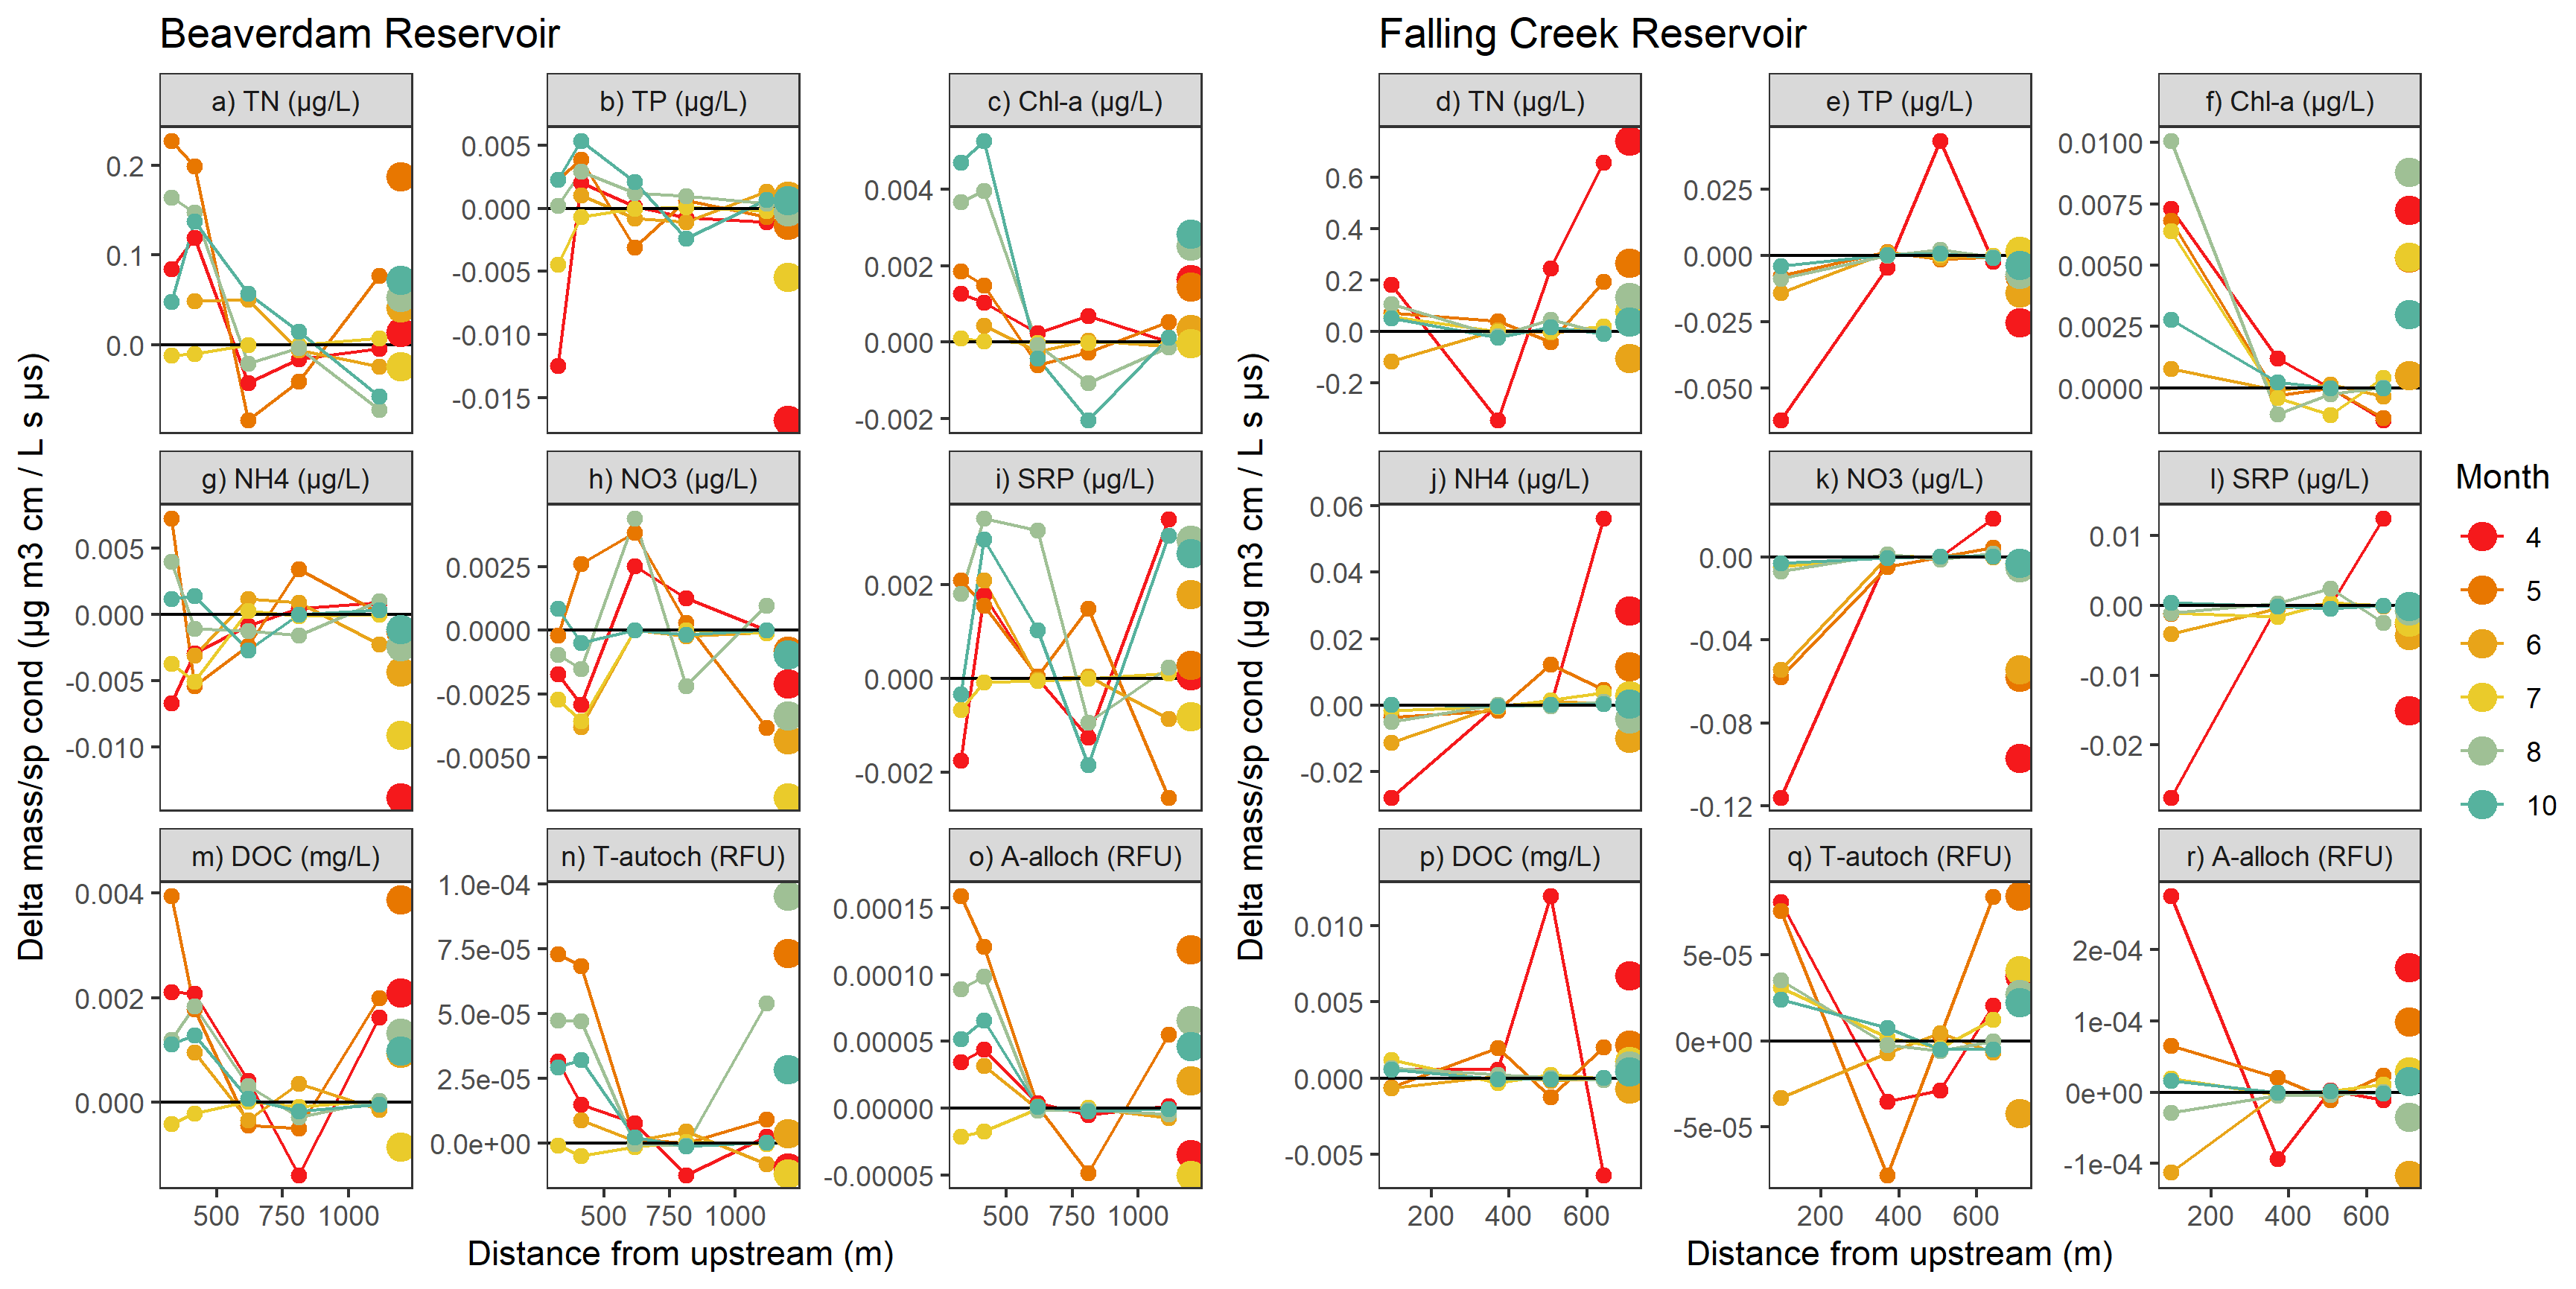 Beaverdam Reservoir
Falling Creek Reservoir
a) TN (µg/L)
b) TP (µg/L)
c) Chl-a (µg/L)
d) TN (µg/L)
e) TP (µg/L)
f) Chl-a (µg/L)
0.2
0.1
0.0
0.005
0.000
-0.005
-0.010
-0.015
0.004
0.002
0.000
-0.002
0.6
0.4
0.2
0.0
-0.2
0.025
0.000
-0.025
-0.050
0.0100
0.0075
0.0050
0.0025
0.0000
g) NH4 (µg/L)
h) NO3 (µg/L)
i) SRP (µg/L)
j) NH4 (µg/L)
k) NO3 (µg/L)
l) SRP (µg/L)
0.005
0.000
-0.005
-0.010
0.0025
0.0000
-0.0025
-0.0050
0.002
0.000
-0.002
0.06
0.04
0.02
0.00
-0.02
0.00
-0.04
-0.08
-0.12
0.01
0.00
-0.01
-0.02
m) DOC (mg/L)
n) T-autoch (RFU)
o) A-alloch (RFU)
p) DOC (mg/L)
q) T-autoch (RFU)
r) A-alloch (RFU)
0.004
0.002
0.000
1.0e-04
7.5e-05
5.0e-05
2.5e-05
0.0e+00
0.00015
0.00010
0.00005
0.00000
-0.00005
0.010
0.005
0.000
-0.005
5e-05
0e+00
-5e-05
2e-04
1e-04
0e+00
-1e-04
500 750 1000
500 750 1000
500 750 1000
200 400 600
200 400 600
200 400 600
Distance from upstream (m)
Distance from upstream (m)
Delta mass/sp cond (µg m3 cm / L s µs)
Delta mass/sp cond (µg m3 cm / L s µs)
Month
4
5
6
7
8
10